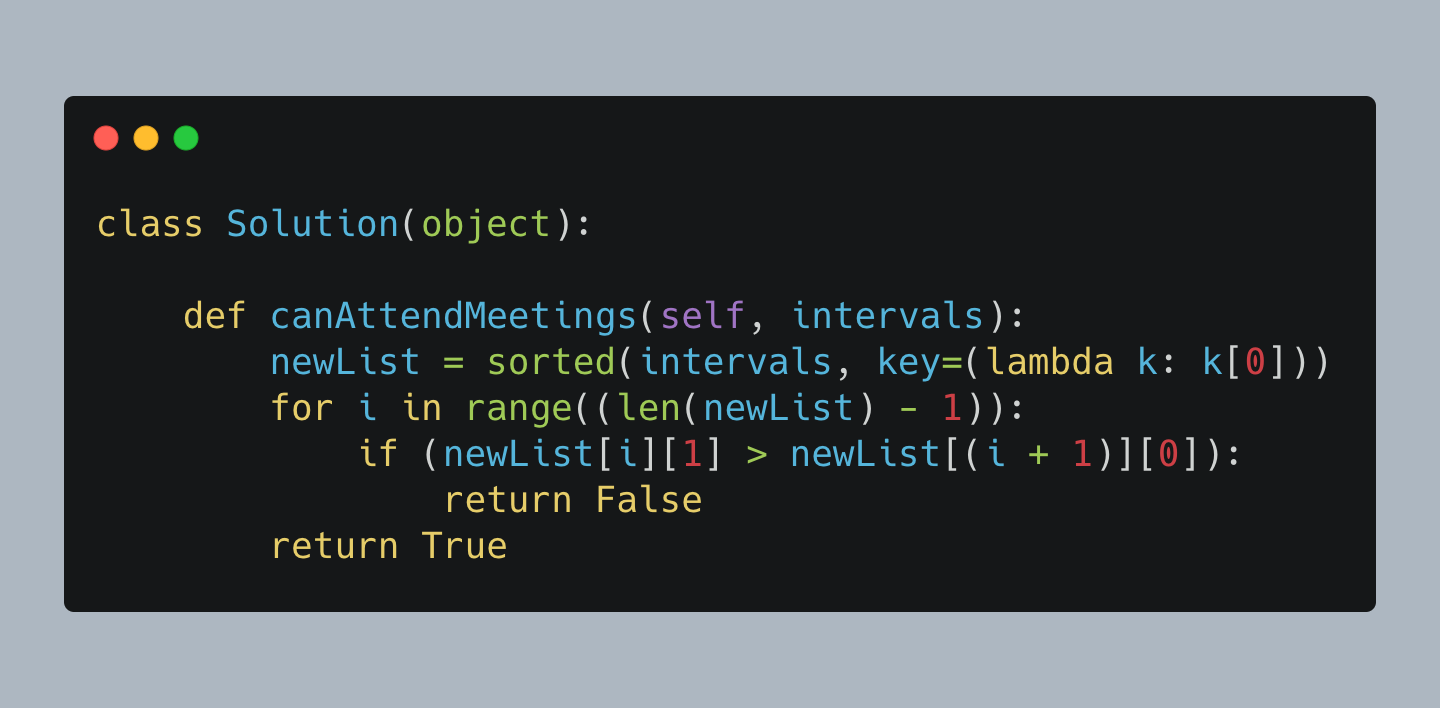 class Solution(object):
    def canAttendMeetings(self, intervals):
        newList = sorted(intervals, key=(lambda k: k[0]))
        for i in range((len(newList) - 1)):
            if (newList[i][1] > newList[(i + 1)][0]):
                return False
        return True